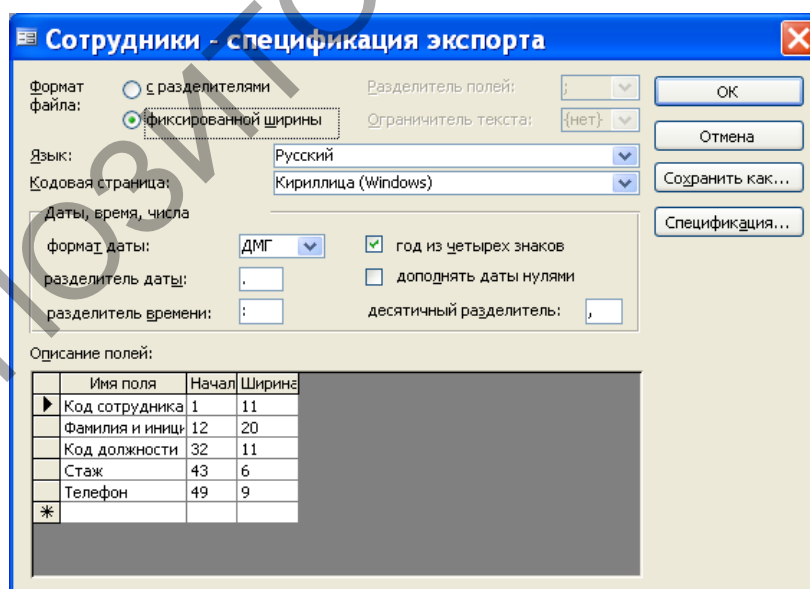 Сотрудники - спецификация экспорта
Формат файла:
с разделителями
фиксированной ширины
Разделитель полей: ;
Ограничитель текста: {нет}
Язык: Русский
Кодовая страница: Кириллица (Windows)
Даты, время, числа
формат даты: ДМГ
год из четырех знаков
разделитель даты: .
дополнять даты нулями
разделитель времени: :
десятичный разделитель: ,
ОК
Отмена
Сохранить как...
Спецификация...
Описание полей:
Имя поля Начал Ширина
Код сотрудника 1 11
Фамилия и иници 12 20
Код должности 32 11
Стаж 43 6
Телефон 49 9
ПОЗИТО